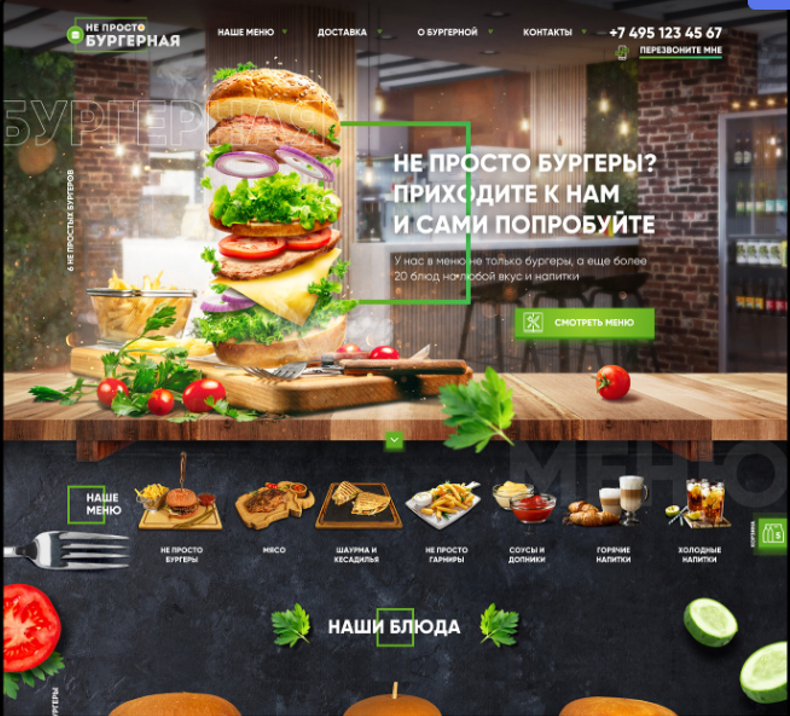 НЕ ПРОСТО
БУРГЕРНАЯ
НАШЕ МЕНЮ
ДОСТАВКА
О БУРГЕРНОЙ
КОНТАКТЫ
+7 495 123 45 67
ПЕРЕЗВОНИТЕ МНЕ
БУРГЕРНАЯ
6 НЕ ПРОСТЫХ БУРГЕРОВ
НЕ ПРОСТО БУРГЕРЫ?
ПРИХОДИТЕ К НАМ
И САМИ ПОПРОБУЙТЕ
У нас в меню не только бургеры, а еще более
20 блюд на любой вкус и напитки
СМОТРЕТЬ МЕНЮ
МЕНЮ
НАШЕ
МЕНЮ
НЕ ПРОСТО
БУРГЕРЫ
МЯСО
ШАУРМА И
КЕСАДИЛЬЯ
НЕ ПРОСТО
ГАРНИРЫ
СОУСЫ И
ДОПНИКИ
ГОРЯЧИЕ
НАПИТКИ
ХОЛОДНЫЕ
НАПИТКИ
КОРЗИНА
$
НАШИ БЛЮДА